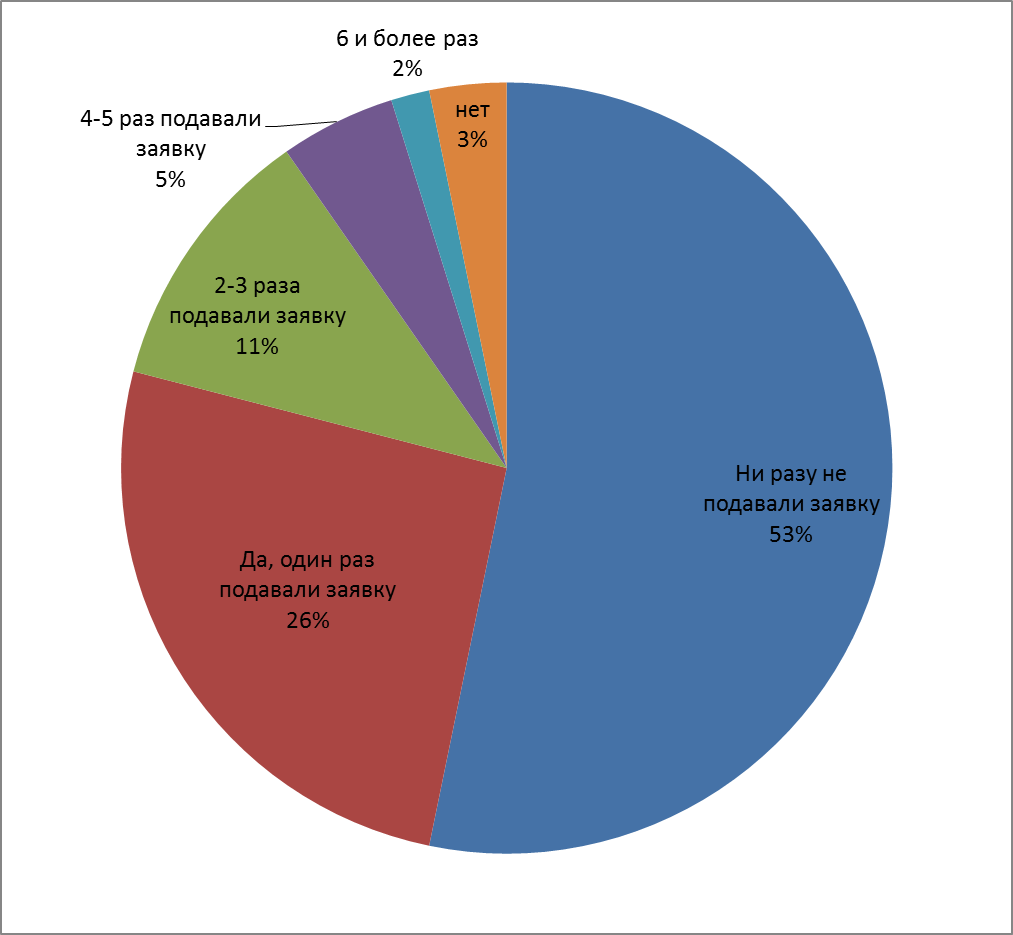 6 и более раз
2%
нет
3%
4-5 раз подавали
заявку
5%
2-3 раза
подавали заявку
11%
Ни разу не
подавали заявку
53%
Да, один раз
подавали заявку
26%